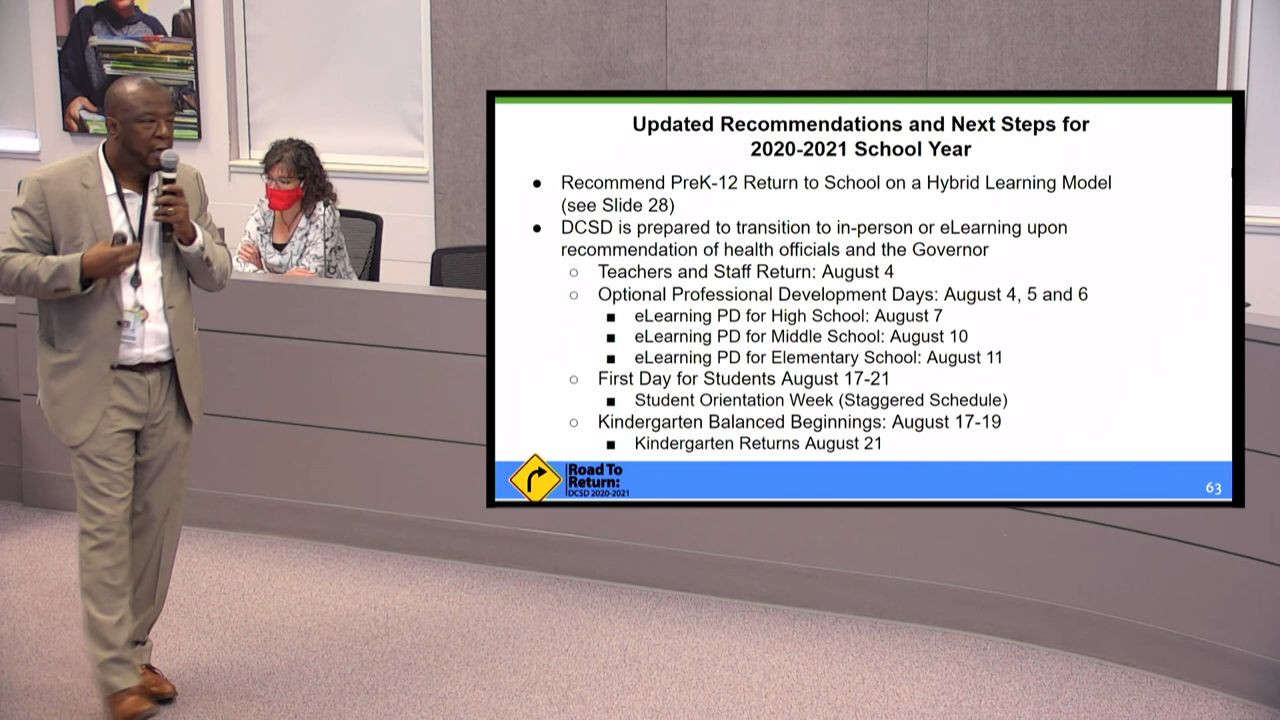 Updated Recommendations and Next Steps for
2020-2021 School Year
● Recommend PreK-12 Return to School on a Hybrid Learning Model
(see Slide 28)
● DCSD is prepared to transition to in-person or eLearning upon
recommendation of health officials and the Governor
○ Teachers and Staff Return: August 4
○ Optional Professional Development Days: August 4, 5 and 6
■ eLearning PD for High School: August 7
■ eLearning PD for Middle School: August 10
■ eLearning PD for Elementary School: August 11
○ First Day for Students August 17-21
■ Student Orientation Week (Staggered Schedule)
○ Kindergarten Balanced Beginnings: August 17-19
■ Kindergarten Returns August 21
Road To
Return:
DCSD 2020-2021
63